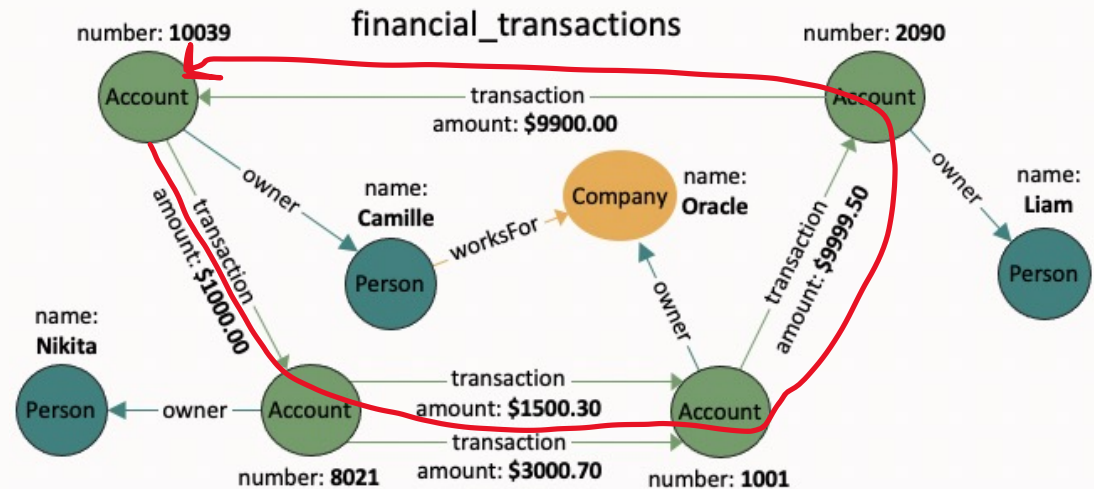 financial_transactions
number: 10039
number: 2090
Account
transaction
amount: $9900.00
Account
owner
name:
Camille
Company
name:
Oracle
owner
name:
Liam
transaction
amount: $1000.00
worksFor
Person
transaction
amount: $9999.50
Person
name:
Nikita
owner
Person
owner
Account
transaction
amount: $1500.30
Account
transaction
amount: $3000.70
number: 8021
number: 1001